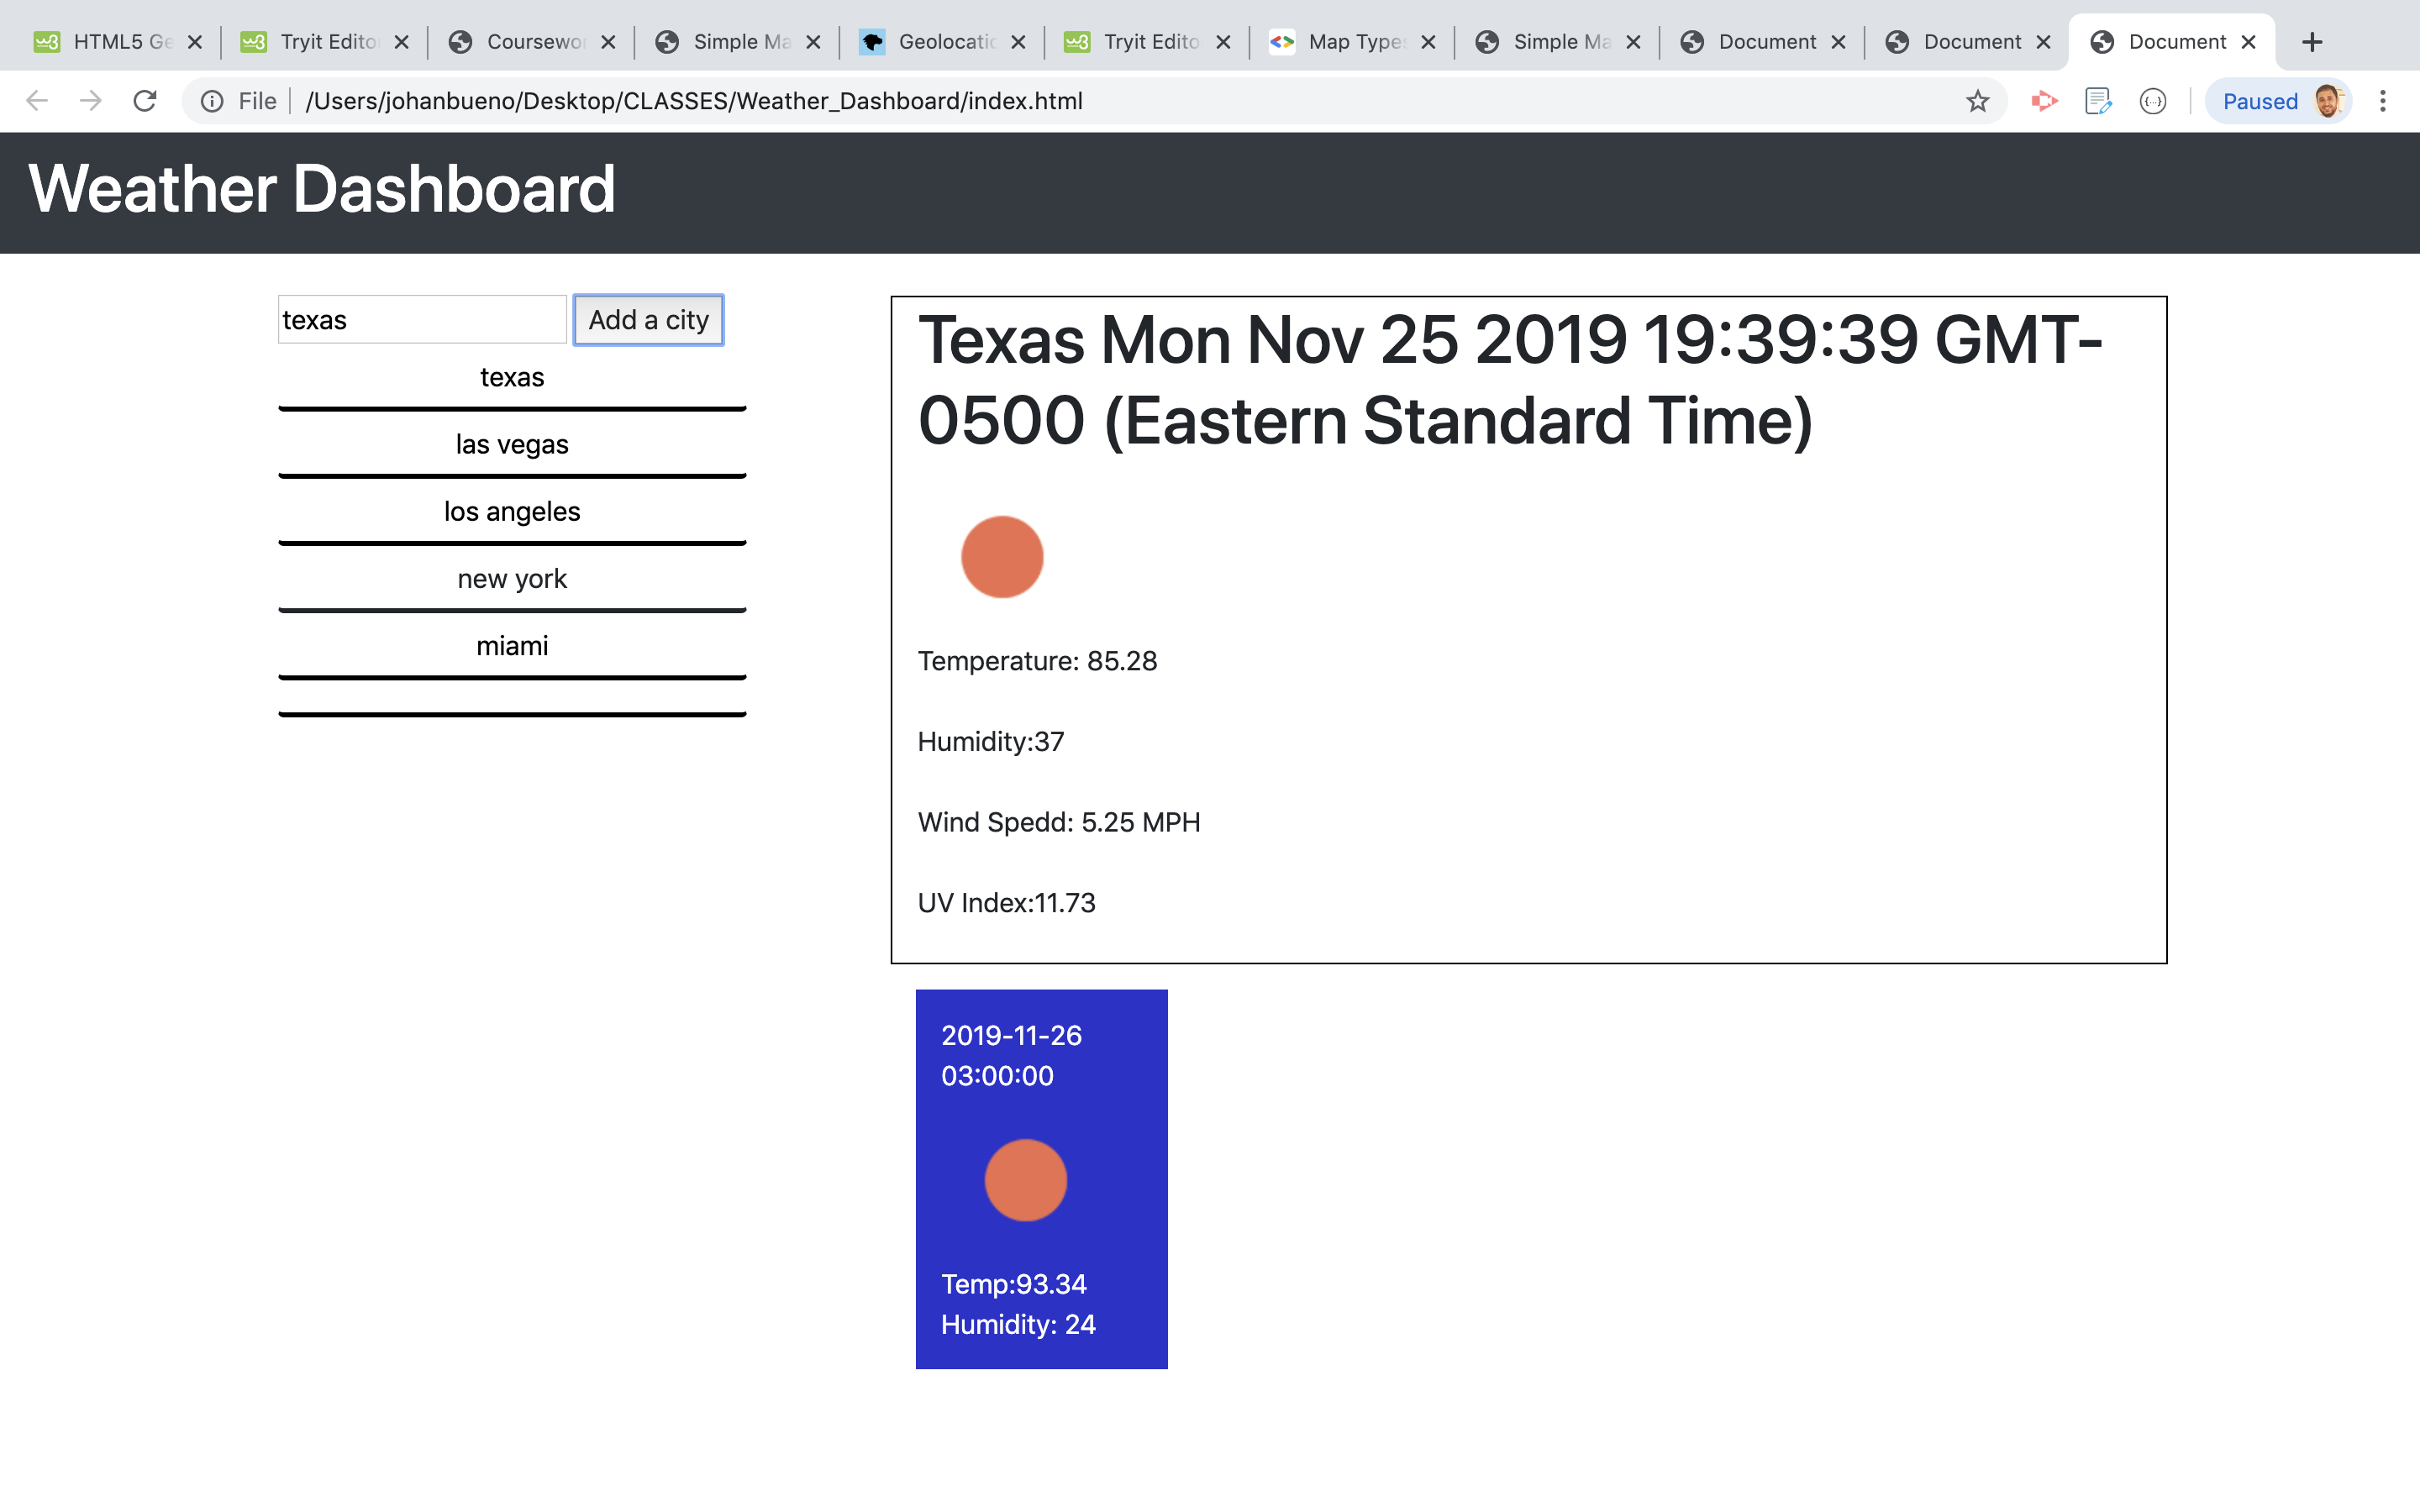 HTML5 Ge
Tryit Edito
Coursewor
Simple Ma
Geolocatio
Tryit Edito
Map Types
Simple Ma
Document
Document
Document
File
/Users/johanbueno/Desktop/CLASSES/Weather_Dashboard/index.html
Paused
Weather Dashboard
texas
Add a city
texas
las vegas
los angeles
new york
miami
Texas Mon Nov 25 2019 19:39:39 GMT-
0500 (Eastern Standard Time)
Temperature: 85.28
Humidity:37
Wind Spedd: 5.25 MPH
UV Index:11.73
2019-11-26
03:00:00
Temp:93.34
Humidity: 24